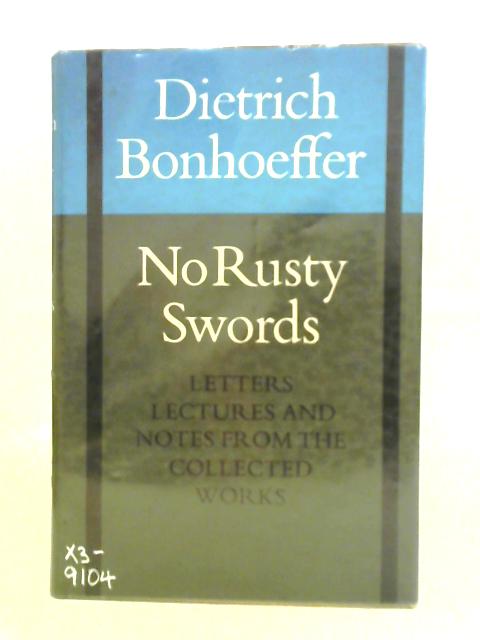 Dietrich
Bonhoeffer
No Rusty
Swords
LETTERS
LECTURES AND
NOTES FROM THE
COLLECTED
WORKS
X3-
9104